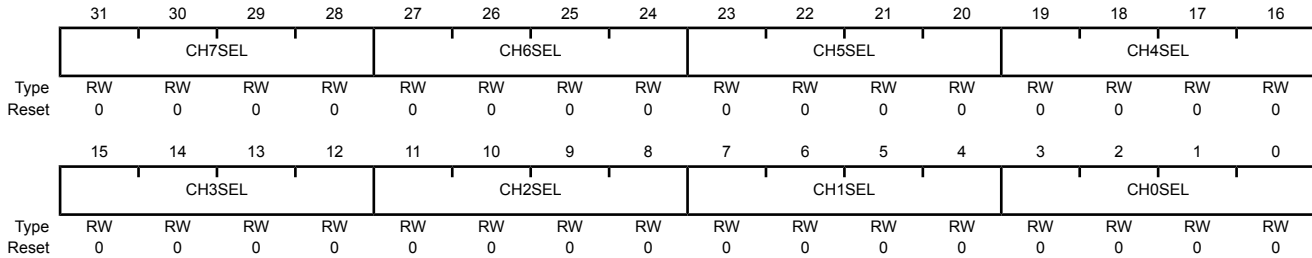 31 30 29 28 27 26 25 24 23 22 21 20 19 18 17 16
CH7SEL CH6SEL CH5SEL CH4SEL
Type RW RW RW RW RW RW RW RW RW RW RW RW RW RW RW RW
Reset 0 0 0 0 0 0 0 0 0 0 0 0 0 0 0 0
15 14 13 12 11 10 9 8 7 6 5 4 3 2 1 0
CH3SEL CH2SEL CH1SEL CH0SEL
Type RW RW RW RW RW RW RW RW RW RW RW RW RW RW RW RW
Reset 0 0 0 0 0 0 0 0 0 0 0 0 0 0 0 0